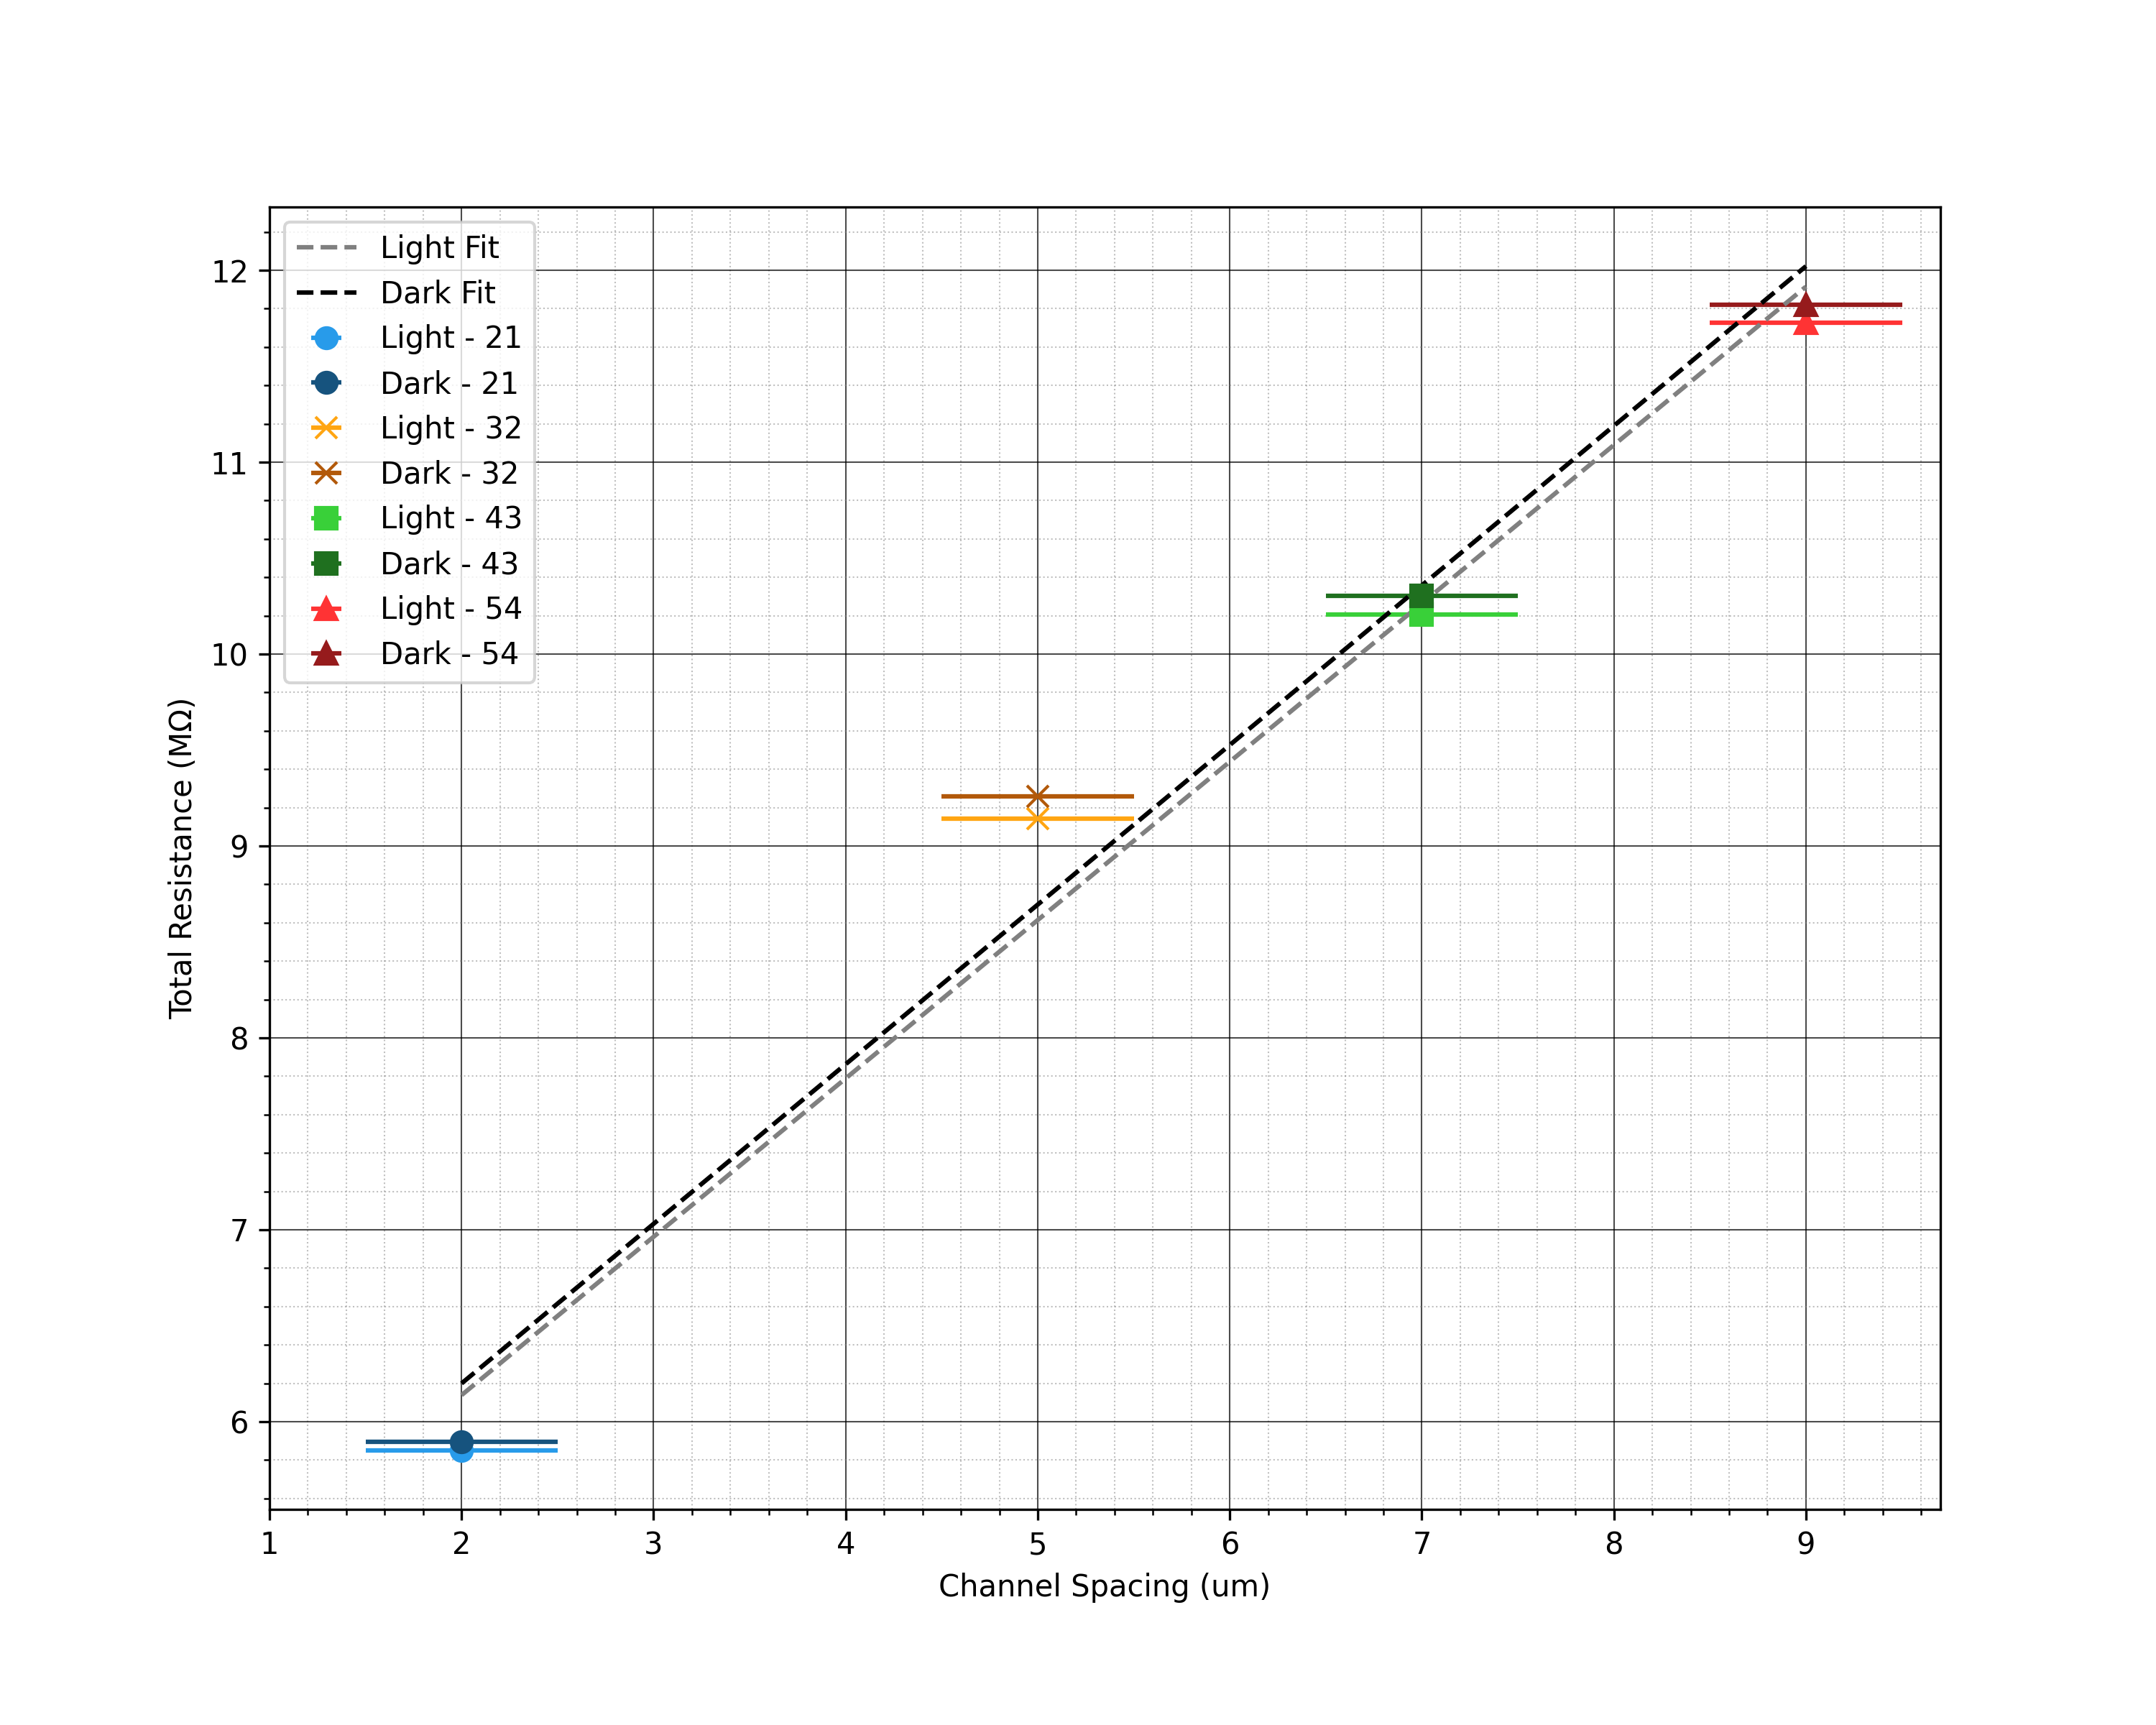 Light Fit
Dark Fit
Light - 21
Dark - 21
Light - 32
Dark - 32
Light - 43
Dark - 43
Light - 54
Dark - 54
12
11
10
9
8
7
6
Total Resistance (MΩ)
1 2 3 4 5 6 7 8 9
Channel Spacing (um)